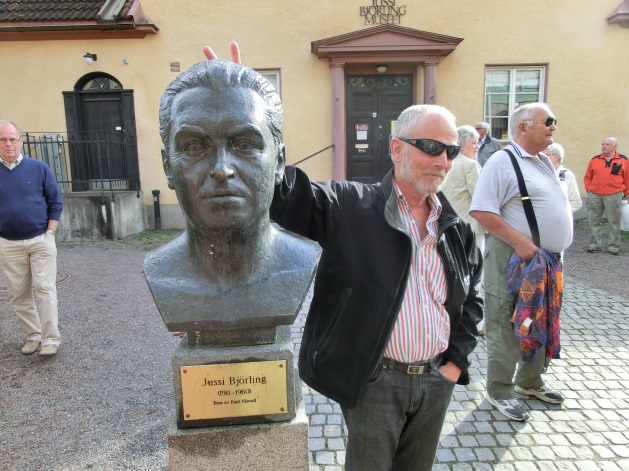 JUSSI
BJÖRLING
MUSEET
Jussi Björling
(1911-1960)
Byst av Emil Näsvall